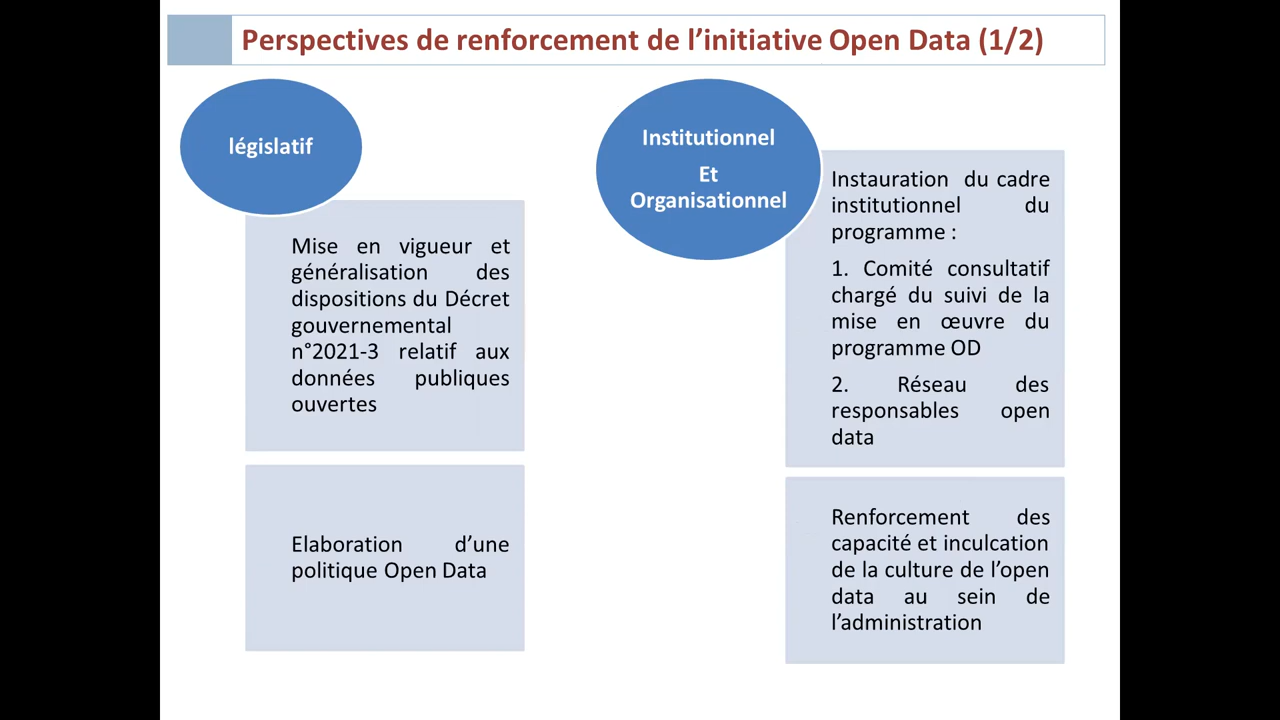 Perspectives de renforcement de l’initiative Open Data (1/2)
législatif
Mise en vigueur et
généralisation des
dispositions du Décret
gouvernemental
n°2021-3 relatif aux
données publiques
ouvertes
Elaboration d’une
politique Open Data
Institutionnel
Et
Organisationnel
Instauration du cadre
institutionnel du
programme :
1. Comité consultatif
chargé du suivi de la
mise en œuvre du
programme OD
2. Réseau des
responsables open
data
Renforcement des
capacité et inculcation
de la culture de l’open
data au sein de
l’administration